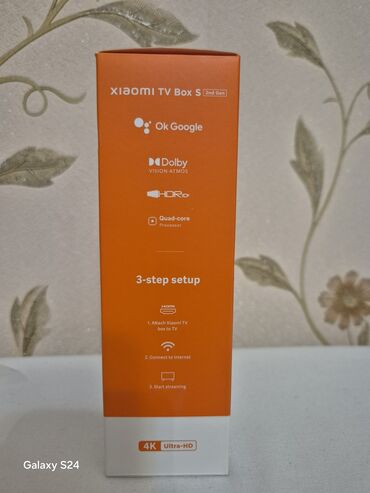 xiaomi TV Box S 2nd Gen
Ok Google
Dolby
VISION·ATMOS
HDR10+
Quad-core
Processor
3-step setup
HDMI
1. Attach Xiaomi TV
box to TV
2. Connect to internet
3. Start streaming
4K Ultra-HD
Galaxy S24